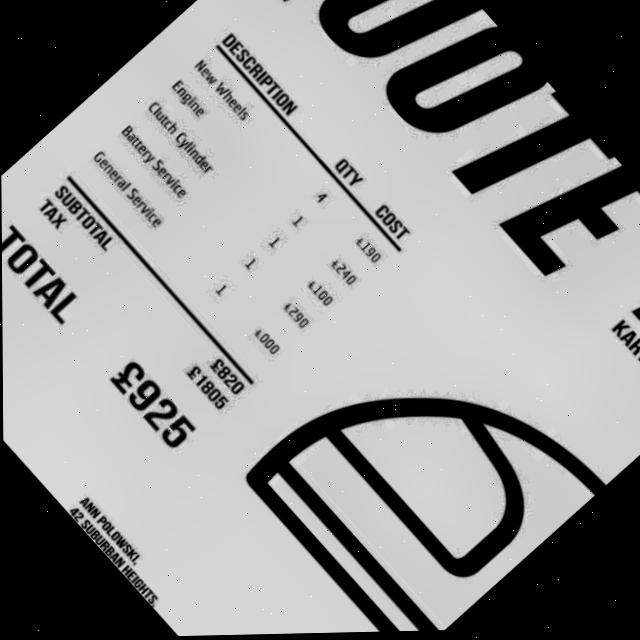 UOTE
KAR
DESCRIPTION QTY COST
New Wheels 4 £190
Engine 1 £240
Clutch Cylinder 1 £100
Battery Service 1 £290
General Service 1 £000
SUBTOTAL £820
TAX £1805
TOTAL £925
ANN POLOWSKI,
42 SUBURBAN HEIGHTS,